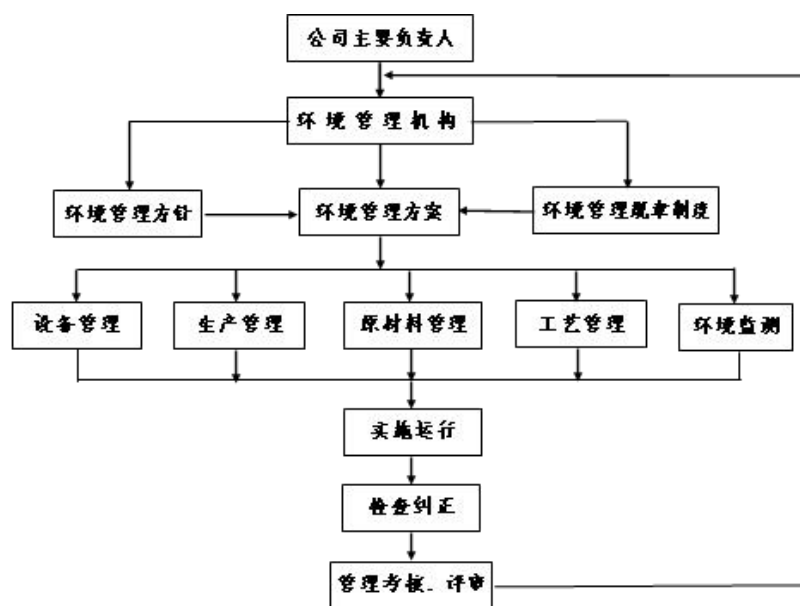 公司主要负责人
环境管理机构
环境管理方针
环境管理方案
环境管理规章制度
设备管理
生产管理
原材料管理
工艺管理
环境监测
实施运行
检查纠正
管理考核、评审